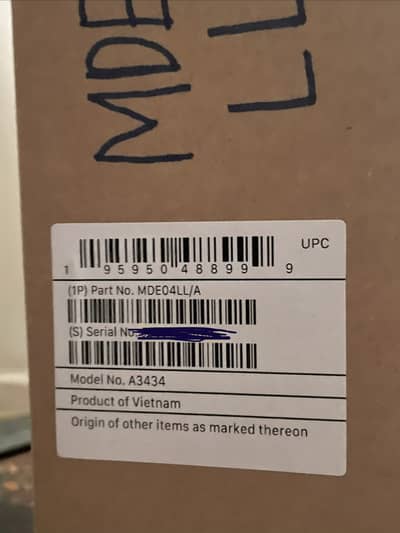 MDE
LL
UPC
1 95950 48899 9
(1P) Part No. MDE04LL/A
(S) Serial No.
Model No. A3434
Product of Vietnam
Origin of other items as marked thereon